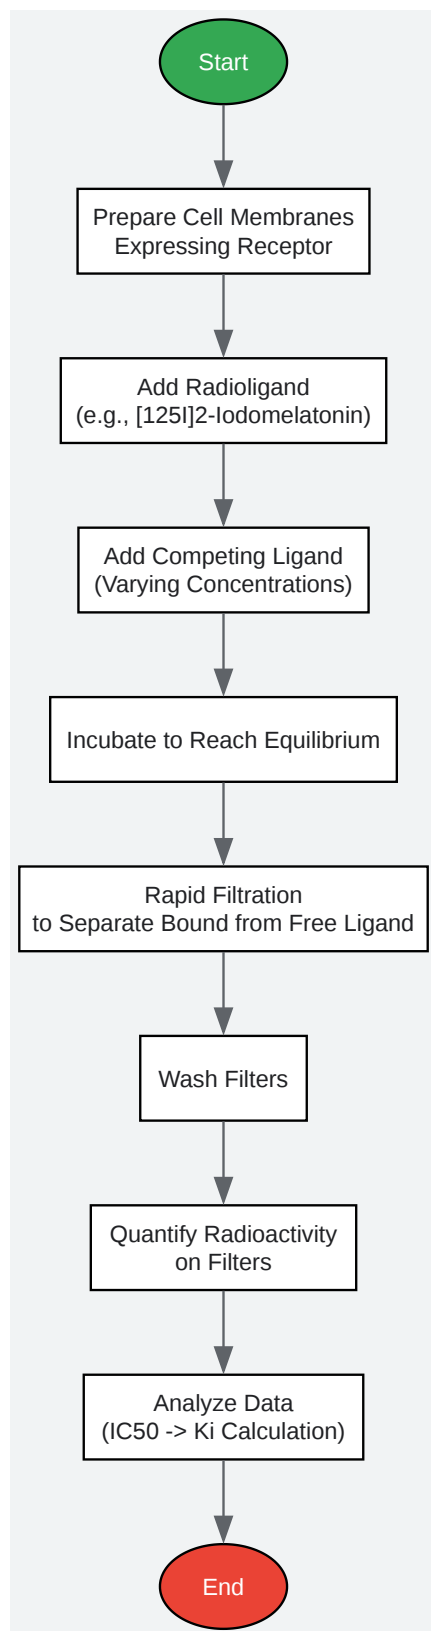 Start
Prepare Cell Membranes
Expressing Receptor
Add Radioligand
(e.g., [125I]2-Iodomelatonin)
Add Competing Ligand
(Varying Concentrations)
Incubate to Reach Equilibrium
Rapid Filtration
to Separate Bound from Free Ligand
Wash Filters
Quantify Radioactivity
on Filters
Analyze Data
(IC50 -> Ki Calculation)
End